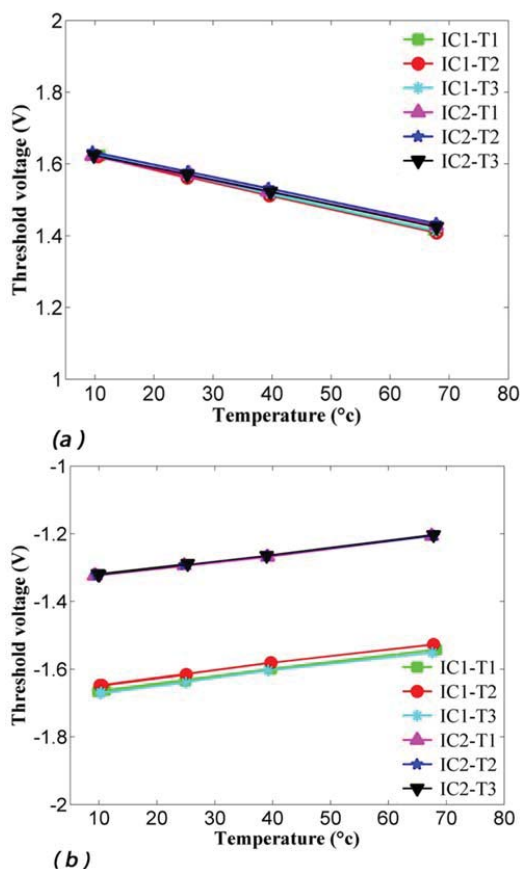 2
1.8
1.6
1.4
1.2
1
Threshold voltage (V)
IC1-T1
IC1-T2
IC1-T3
IC2-T1
IC2-T2
IC2-T3
10 20 30 40 50 60 70 80
Temperature (°c)
(a)
-1
-1.2
-1.4
-1.6
-1.8
-2
Threshold voltage (V)
IC1-T1
IC1-T2
IC1-T3
IC2-T1
IC2-T2
IC2-T3
10 20 30 40 50 60 70 80
Temperature (°c)
(b)